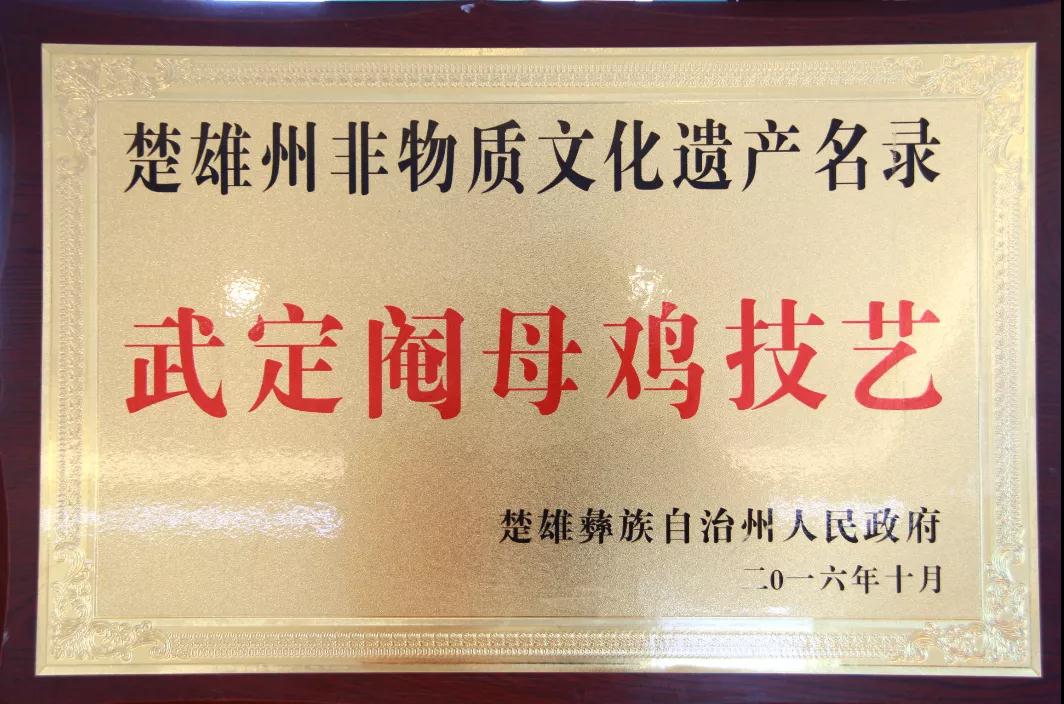 楚雄州非物质文化遗产名录
武定阉母鸡技艺
楚雄彝族自治州人民政府
二0一六年十月